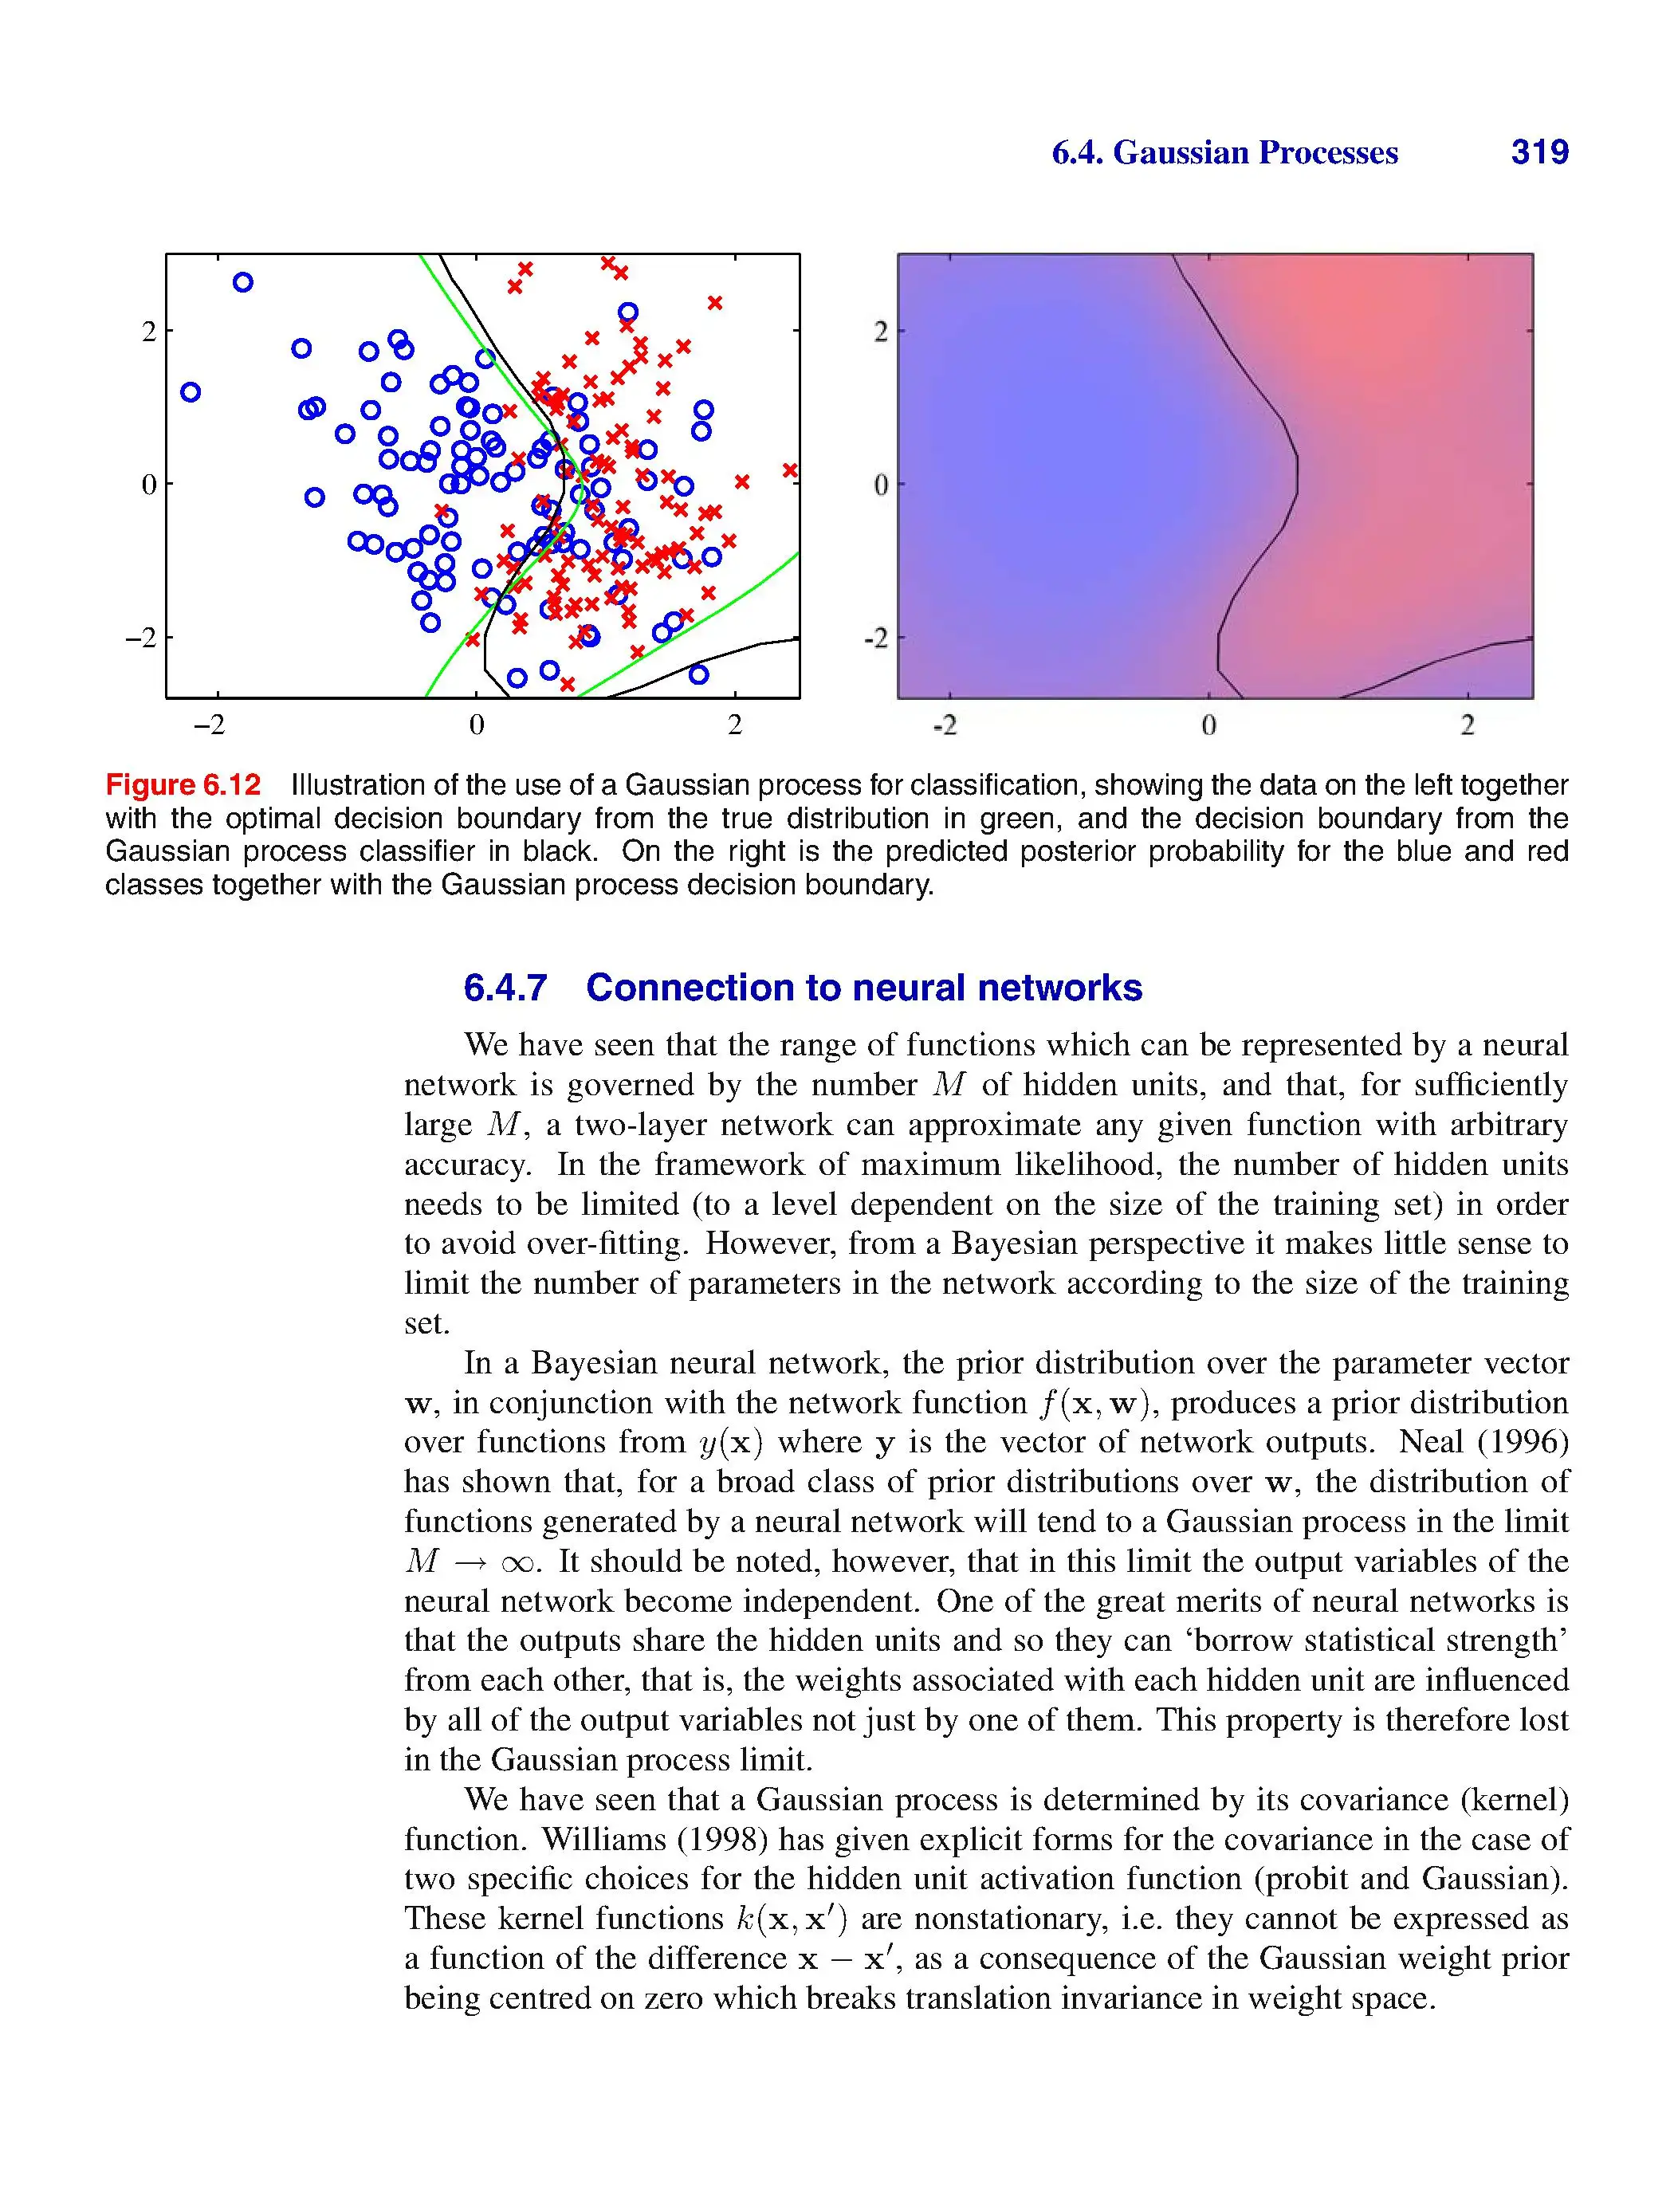 6.4. Gaussian Processes 319
2
0
−2
−2 0 2
2
0
-2
-2 0 2
Figure 6.12 Illustration of the use of a Gaussian process for classification, showing the data on the left together
with the optimal decision boundary from the true distribution in green, and the decision boundary from the
Gaussian process classifier in black. On the right is the predicted posterior probability for the blue and red
classes together with the Gaussian process decision boundary.
6.4.7 Connection to neural networks
We have seen that the range of functions which can be represented by a neural
network is governed by the number M of hidden units, and that, for sufficiently
large M, a two-layer network can approximate any given function with arbitrary
accuracy. In the framework of maximum likelihood, the number of hidden units
needs to be limited (to a level dependent on the size of the training set) in order
to avoid over-fitting. However, from a Bayesian perspective it makes little sense to
limit the number of parameters in the network according to the size of the training
set.
In a Bayesian neural network, the prior distribution over the parameter vector
w, in conjunction with the network function f(x, w), produces a prior distribution
over functions from y(x) where y is the vector of network outputs. Neal (1996)
has shown that, for a broad class of prior distributions over w, the distribution of
functions generated by a neural network will tend to a Gaussian process in the limit
M → ∞. It should be noted, however, that in this limit the output variables of the
neural network become independent. One of the great merits of neural networks is
that the outputs share the hidden units and so they can ‘borrow statistical strength’
from each other, that is, the weights associated with each hidden unit are influenced
by all of the output variables not just by one of them. This property is therefore lost
in the Gaussian process limit.
We have seen that a Gaussian process is determined by its covariance (kernel)
function. Williams (1998) has given explicit forms for the covariance in the case of
two specific choices for the hidden unit activation function (probit and Gaussian).
These kernel functions k(x, x′) are nonstationary, i.e. they cannot be expressed as
a function of the difference x − x′, as a consequence of the Gaussian weight prior
being centred on zero which breaks translation invariance in weight space.